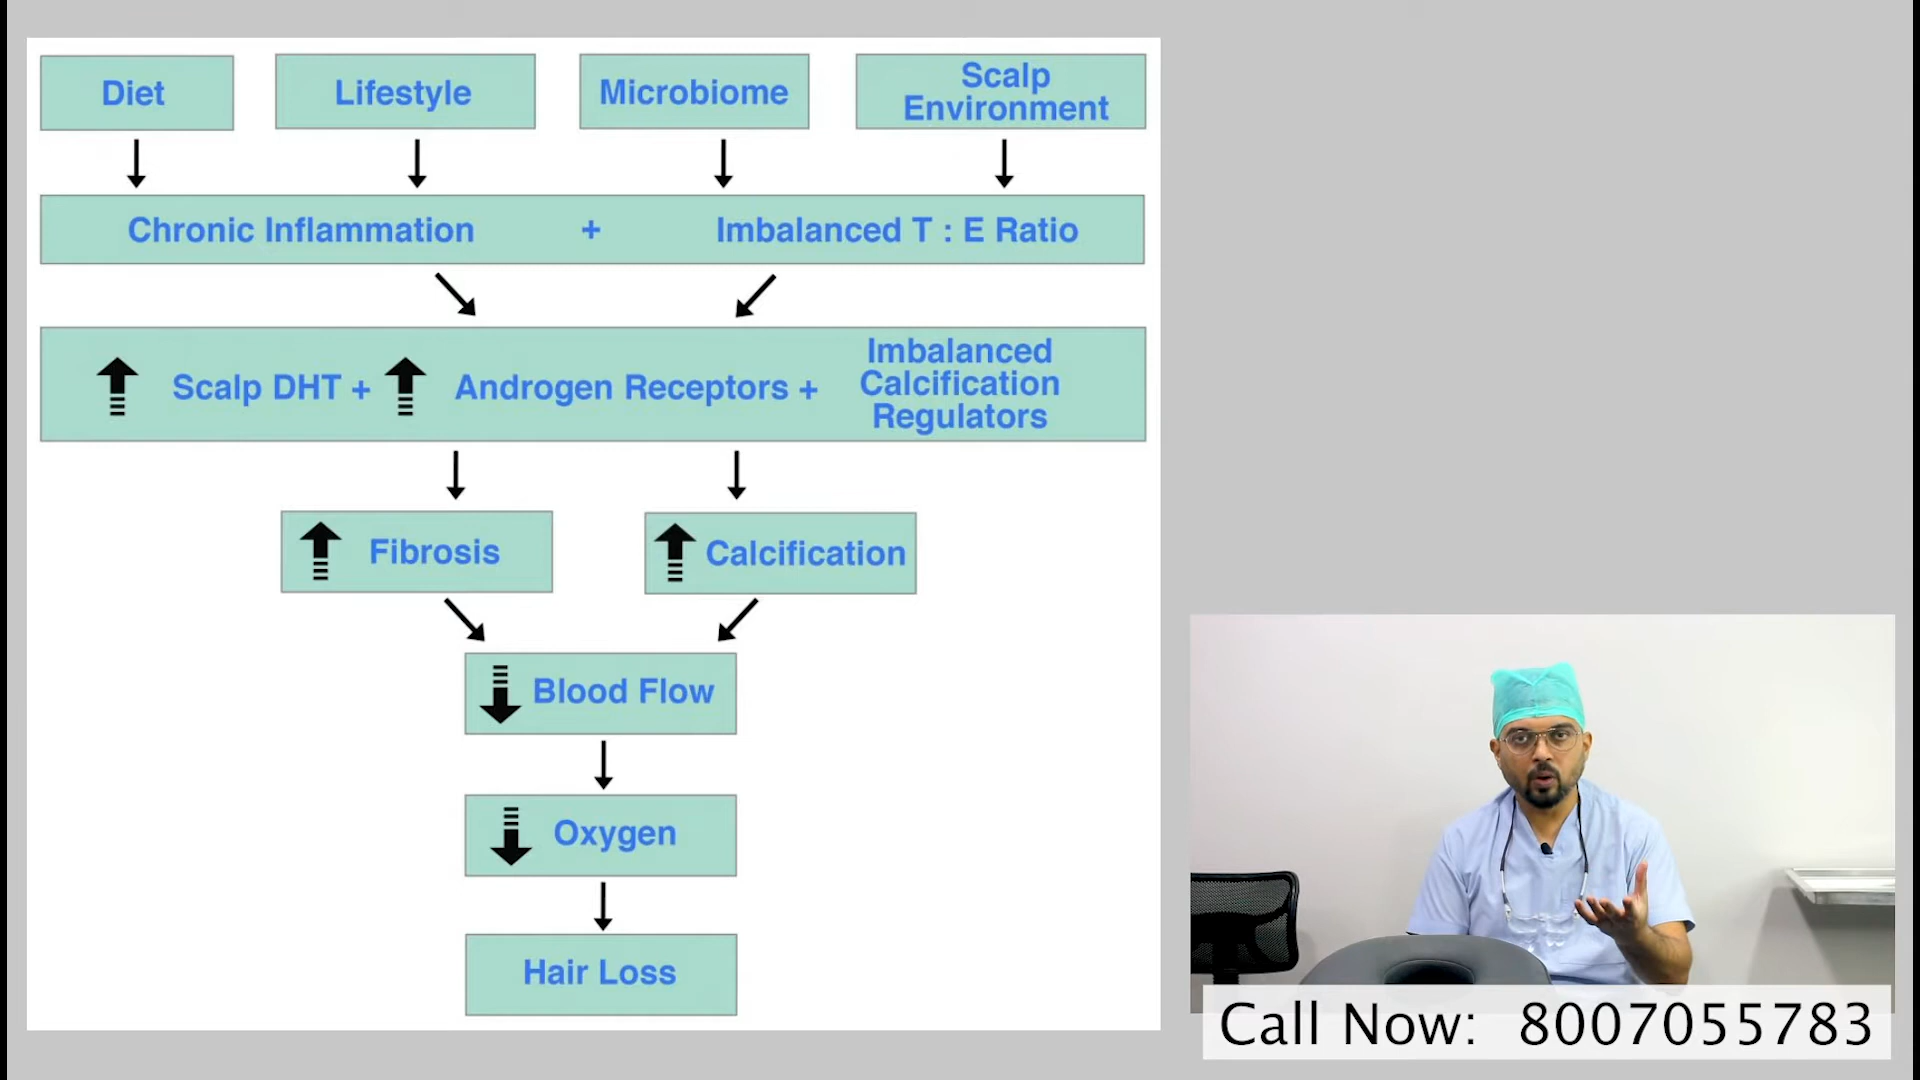 Diet
Lifestyle
Microbiome
Scalp
Environment
Chronic Inflammation + Imbalanced T : E Ratio
Scalp DHT + Androgen Receptors +
Imbalanced
Calcification
Regulators
Fibrosis
Calcification
Blood Flow
Oxygen
Hair Loss
Call Now: 8007055783